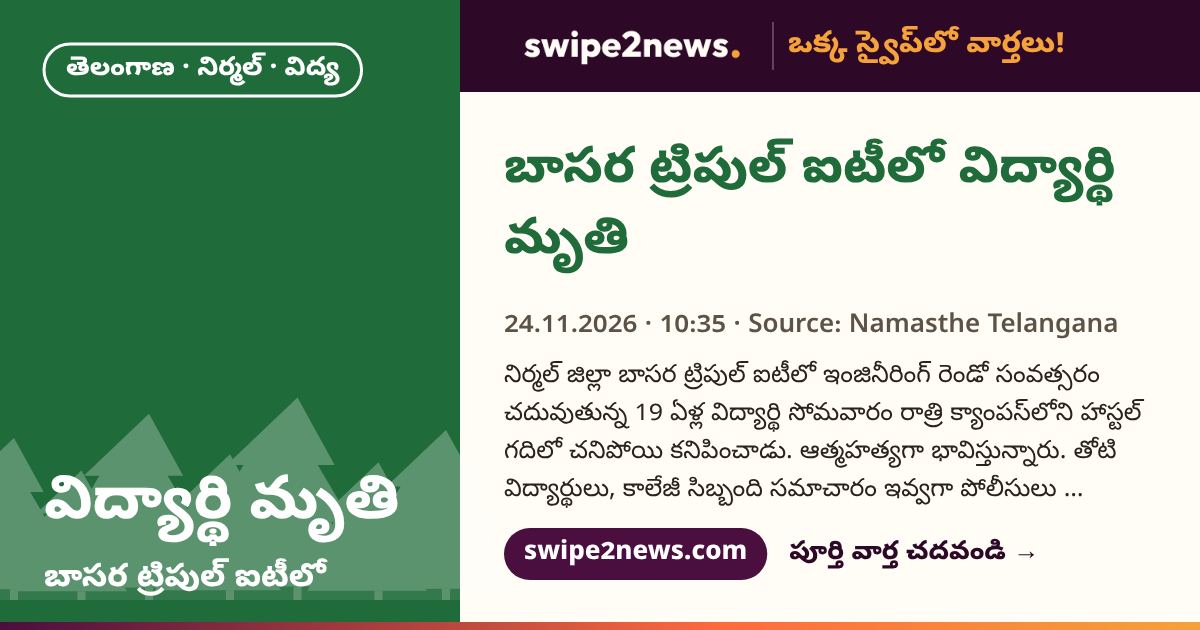 తెలంగాణ · నిర్మల్ · విద్య
విద్యార్థి మృతి
బాసర ట్రిపుల్ ఐటీలో
swipe2news.
ఒక్క స్వైప్‌లో వార్తలు!
బాసర ట్రిపుల్ ఐటీలో విద్యార్థి
మృతి
24.11.2026 · 10:35 · Source: Namasthe Telangana
నిర్మల్ జిల్లా బాసర ట్రిపుల్ ఐటీలో ఇంజినీరింగ్ రెండో సంవత్సరం
చదువుతున్న 19 ఏళ్ల విద్యార్థి సోమవారం రాత్రి క్యాంపస్‌లోని హాస్టల్
గదిలో చనిపోయి కనిపించాడు. ఆత్మహత్యగా భావిస్తున్నారు. తోటి
విద్యార్థులు, కాలేజీ సిబ్బంది సమాచారం ఇవ్వగా పోలీసులు ...
swipe2news.com
పూర్తి వార్త చదవండి →